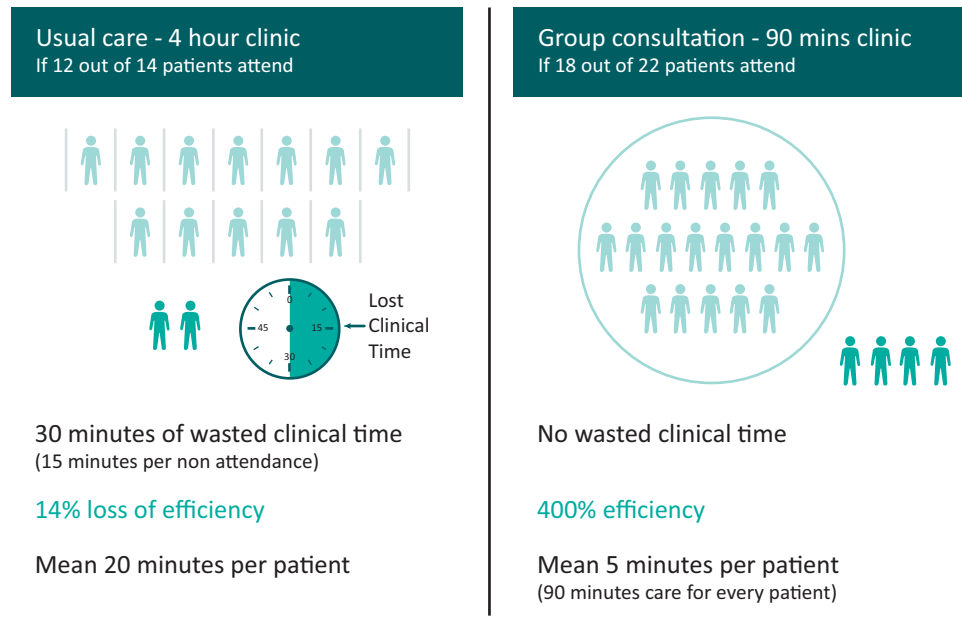 Usual care - 4 hour clinic
If 12 out of 14 patients attend
0
15
30
45
Lost
Clinical
Time
30 minutes of wasted clinical time
(15 minutes per non attendance)
14% loss of efficiency
Mean 20 minutes per patient
Group consultation - 90 mins clinic
If 18 out of 22 patients attend
No wasted clinical time
400% efficiency
Mean 5 minutes per patient
(90 minutes care for every patient)